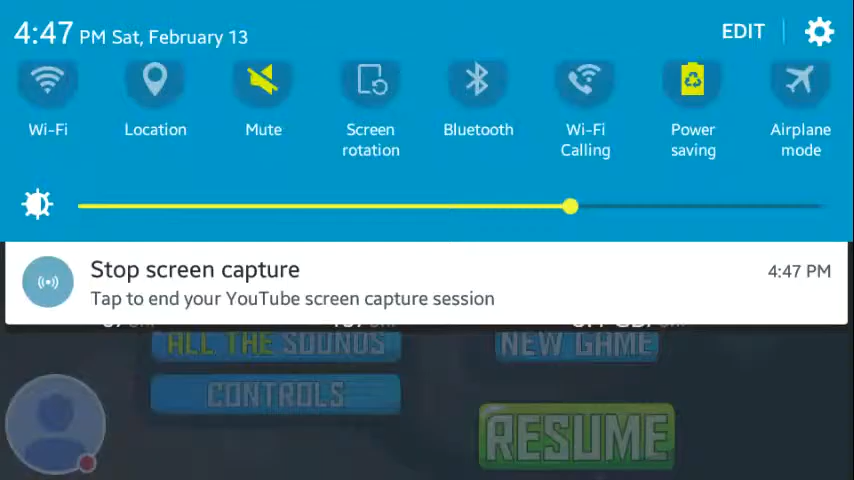 4:47 PM Sat, February 13
EDIT
Wi-Fi
Location
Mute
Screen rotation
Bluetooth
Wi-Fi Calling
Power saving
Airplane mode
Stop screen capture
4:47 PM
Tap to end your YouTube screen capture session
ALL THE SOUNDS
NEW GAME
CONTROLS
RESUME